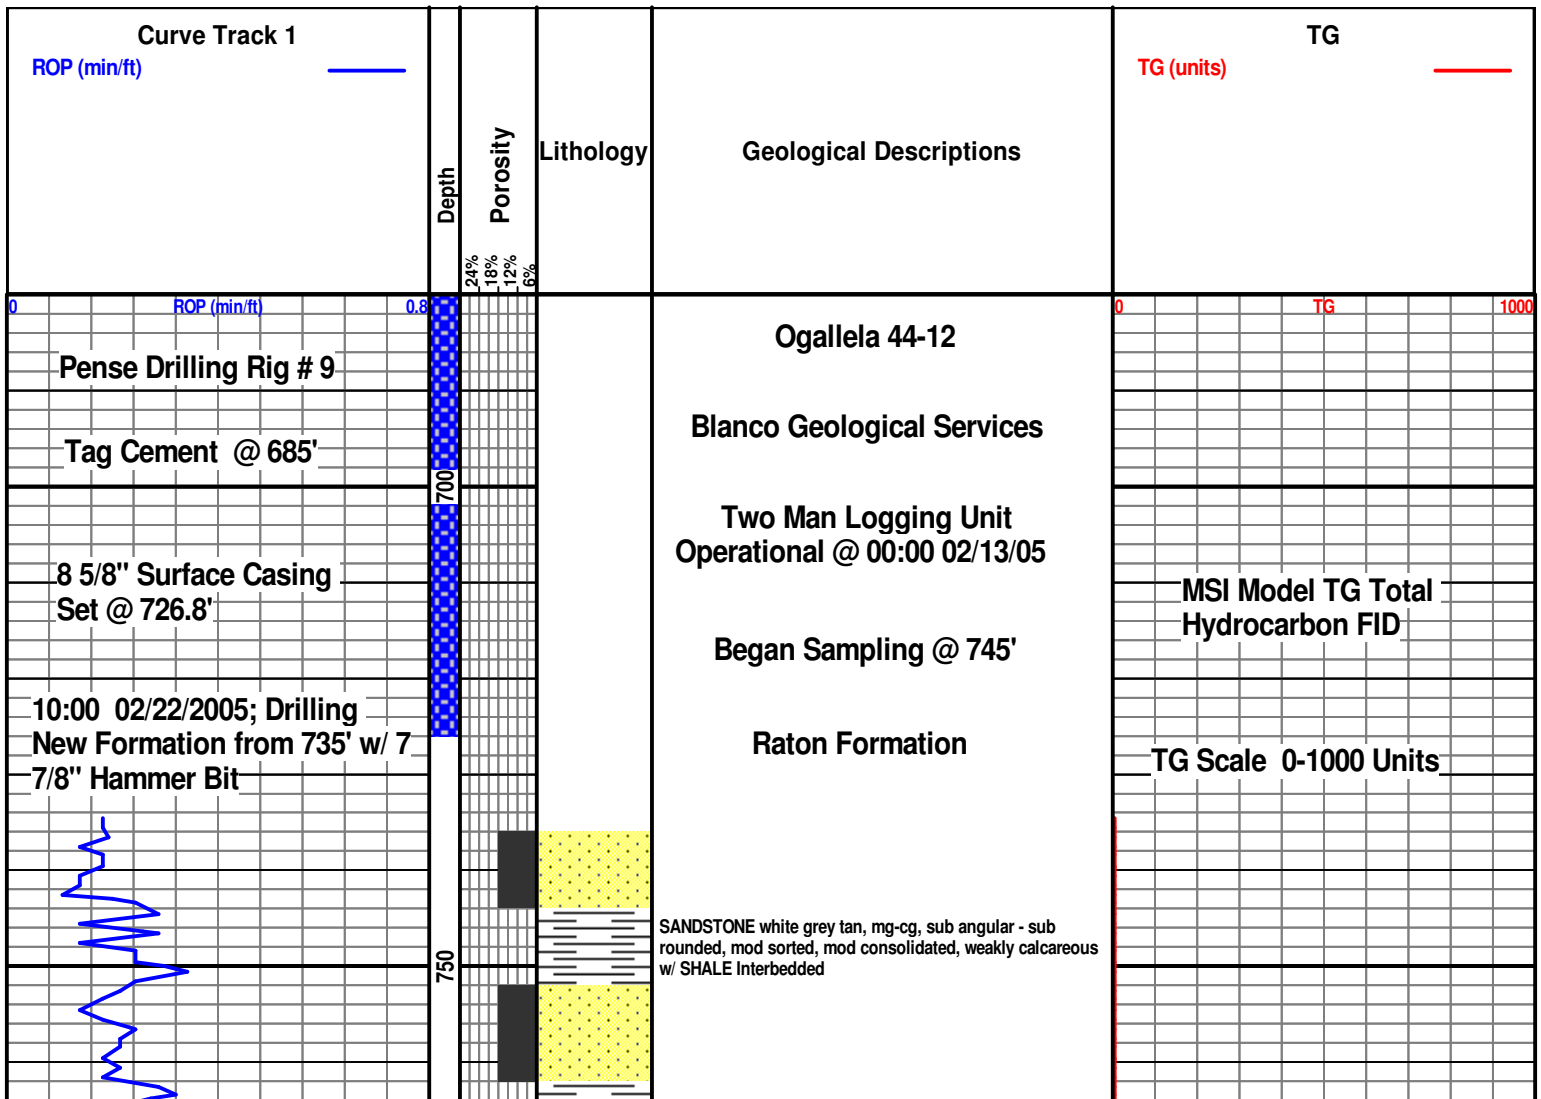 Curve Track 1
ROP (min/ft)
Depth
Porosity
24%
18%
12%
6%
Lithology
Geological Descriptions
TG
TG (units)
0 ROP (min/ft) 0.8
0 TG 1000
Pense Drilling Rig # 9
Tag Cement @ 685'
700
8 5/8" Surface Casing
Set @ 726.8'
10:00 02/22/2005; Drilling
New Formation from 735' w/ 7
7/8" Hammer Bit
750
Ogallela 44-12
Blanco Geological Services
Two Man Logging Unit
Operational @ 00:00 02/13/05
Began Sampling @ 745'
Raton Formation
SANDSTONE white grey tan, mg-cg, sub angular - sub
rounded, mod sorted, mod consolidated, weakly calcareous
w/ SHALE Interbedded
MSI Model TG Total
Hydrocarbon FID
TG Scale 0-1000 Units